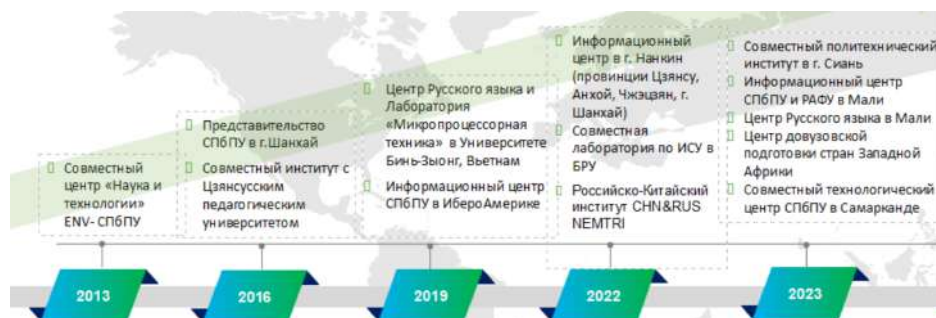 Совместный
центр «Наука и
технологии»
ENV- СПбПУ
2013
Представительство
СПбПУ в г.Шанхай
Совместный институт с
Цзянсусским
педагогическим
университетом
2016
Центр Русского языка и
Лаборатория
«Микропроцессорная
техника» в Университете
Бинь-Зыонг, Вьетнам
Информационный центр
СПбПУ в ИбероАмерике
2019
Информационный
центр в г. Нанкин
(провинции Цзянсу,
Анхой, Чжэцзян, г.
Шанхай)
Совместная
лаборатория по ИСУ в
БРУ
Российско-Китайский
институт CHN&RUS
NEMTRI
2022
Совместный политехнический
институт в г. Сиань
Информационный центр
СПбПУ и РАФУ в Мали
Центр Русского языка в Мали
Центр довузовской
подготовки стран Западной
Африки
Совместный технологический
центр СПбПУ в Самарканде
2023